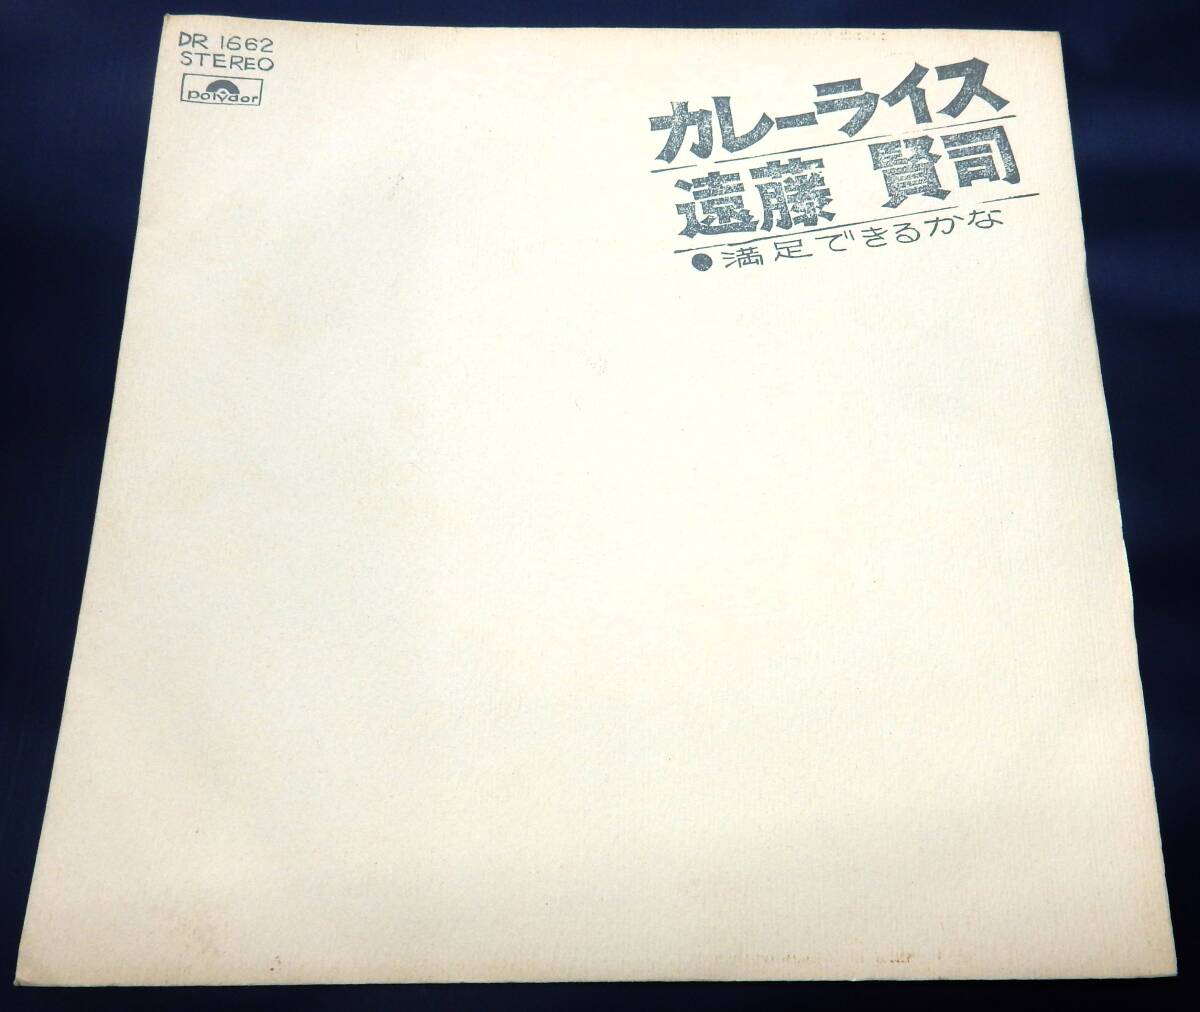 DR 1662
STEREO
polydor
カレーライス
遠藤 賢司
●満足できるかな